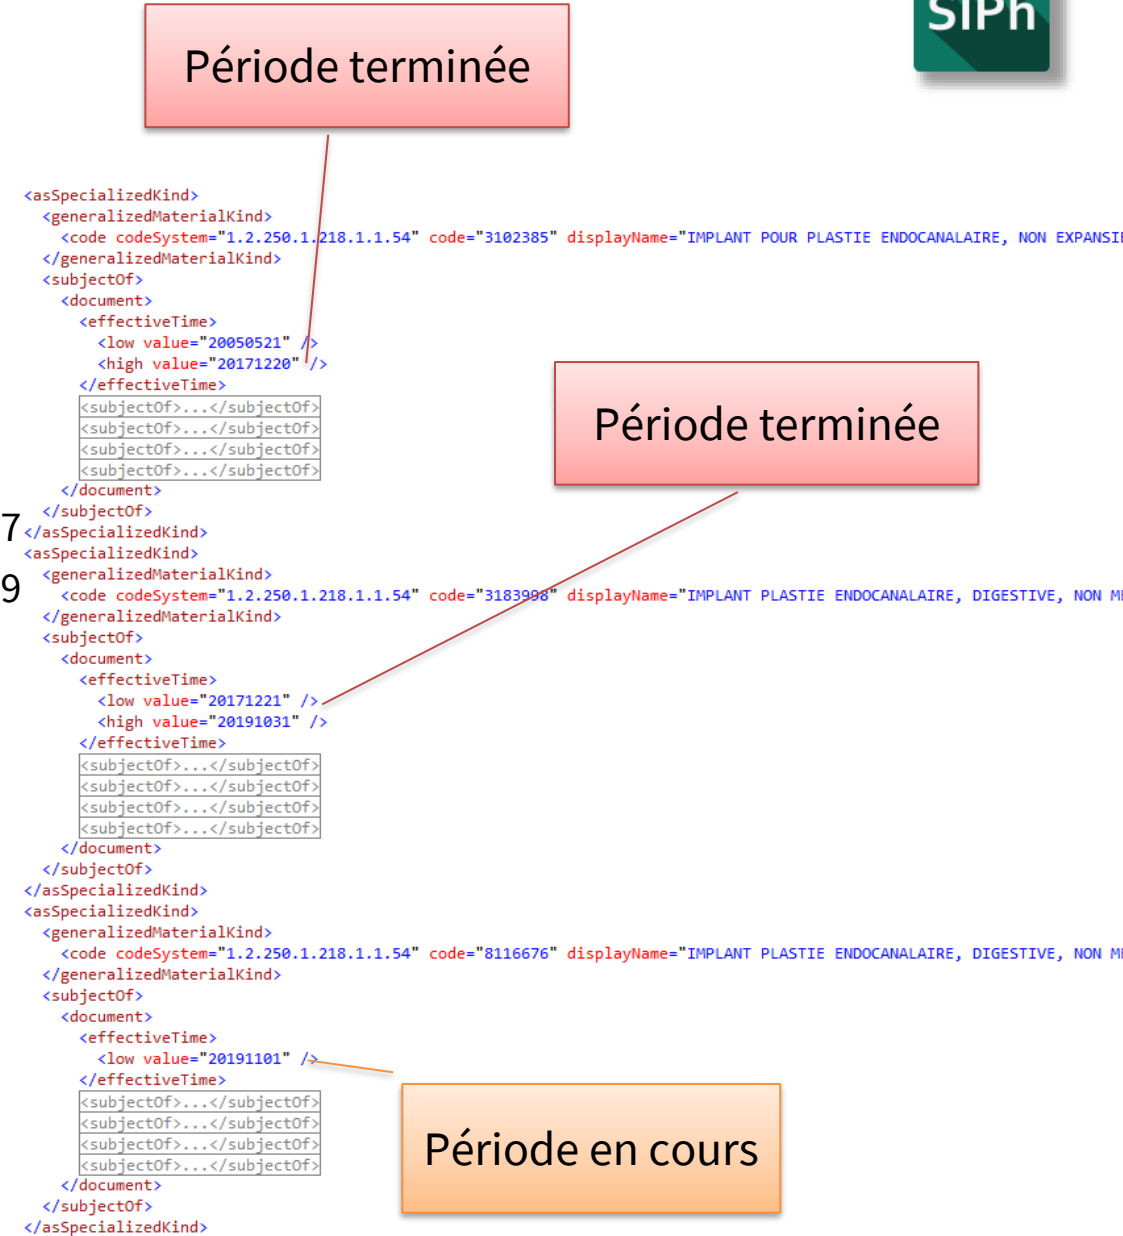 SIPh
Période terminée
<asSpecializedKind>
<generalizedMaterialKind>
<code codeSystem="1.2.250.1.218.1.1.54" code="3102385" displayName="IMPLANT POUR PLASTIE ENDOCANALAIRE, NON EXPANSIB
</generalizedMaterialKind>
<subjectOf>
<document>
<effectiveTime>
<low value="20050521" />
<high value="20171220" />
</effectiveTime>
<subjectOf>...</subjectOf>
<subjectOf>...</subjectOf>
<subjectOf>...</subjectOf>
<subjectOf>...</subjectOf>
</document>
</subjectOf>
Période terminée
7
</asSpecializedKind>
<asSpecializedKind>
<generalizedMaterialKind>
9
<code codeSystem="1.2.250.1.218.1.1.54" code="3183998" displayName="IMPLANT PLASTIE ENDOCANALAIRE, DIGESTIVE, NON ME
</generalizedMaterialKind>
<subjectOf>
<document>
<effectiveTime>
<low value="20171221" />
<high value="20191031" />
</effectiveTime>
<subjectOf>...</subjectOf>
<subjectOf>...</subjectOf>
<subjectOf>...</subjectOf>
<subjectOf>...</subjectOf>
</document>
</subjectOf>
</asSpecializedKind>
<asSpecializedKind>
<generalizedMaterialKind>
<code codeSystem="1.2.250.1.218.1.1.54" code="8116676" displayName="IMPLANT PLASTIE ENDOCANALAIRE, DIGESTIVE, NON ME
</generalizedMaterialKind>
<subjectOf>
<document>
<effectiveTime>
<low value="20191101" />
</effectiveTime>
<subjectOf>...</subjectOf>
<subjectOf>...</subjectOf>
<subjectOf>...</subjectOf>
<subjectOf>...</subjectOf>
</document>
</subjectOf>
</asSpecializedKind>
Période en cours